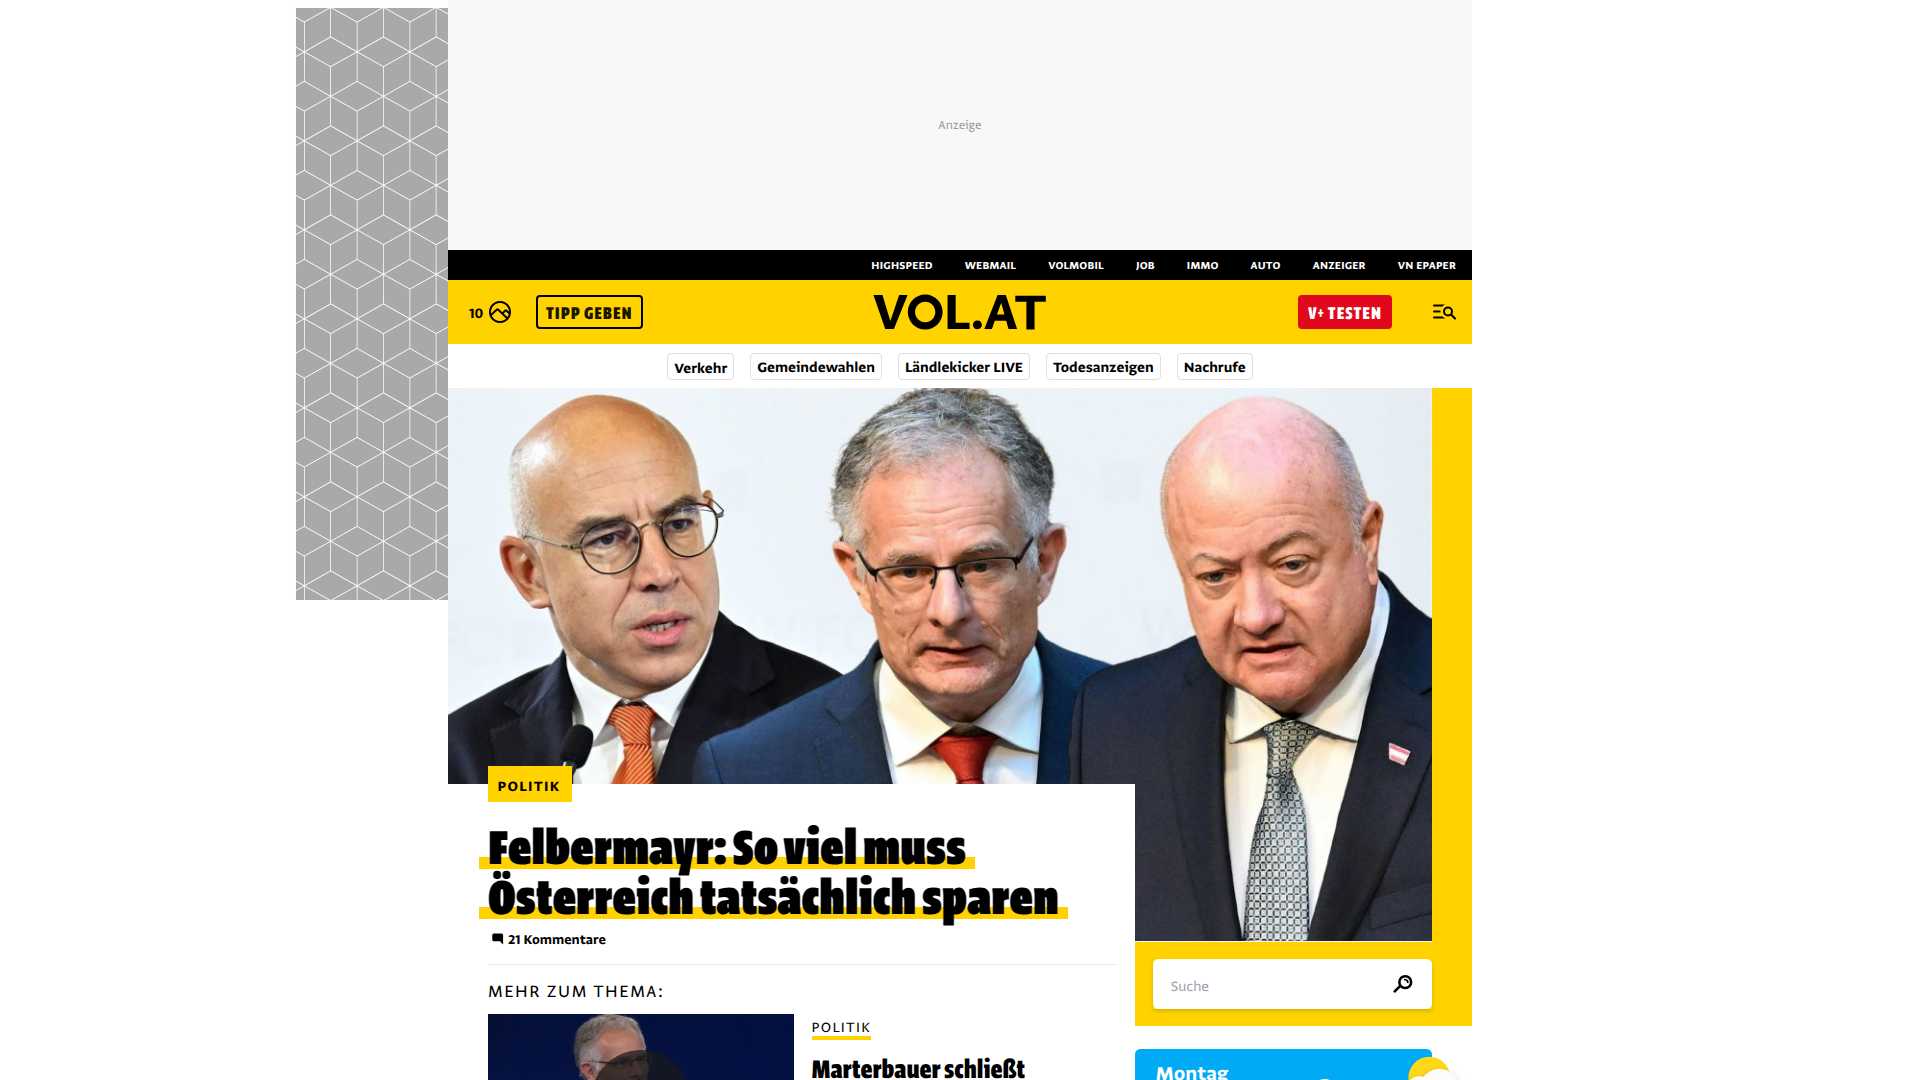 Anzeige
HIGHSPEED WEBMAIL VOLMOBIL JOB IMMO AUTO ANZEIGER VN EPAPER
10 TIPP GEBEN VOL.AT V+ TESTEN
Verkehr Gemeindewahlen Ländlekicker LIVE Todesanzeigen Nachrufe
POLITIK
Felbermayr: So viel muss
Österreich tatsächlich sparen
21 Kommentare
Suche
MEHR ZUM THEMA:
POLITIK
Marterbauer schließt
Montag